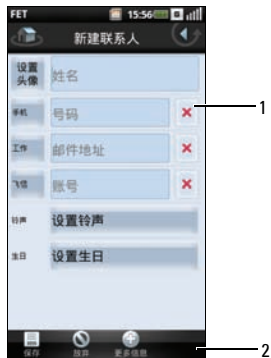 FET 15:56
新建联系人
设置头像
姓名
手机 号码
1
工作 邮件地址
飞信 账号
铃声 设置铃声
生日 设置生日
保存 放弃 更多信息
2